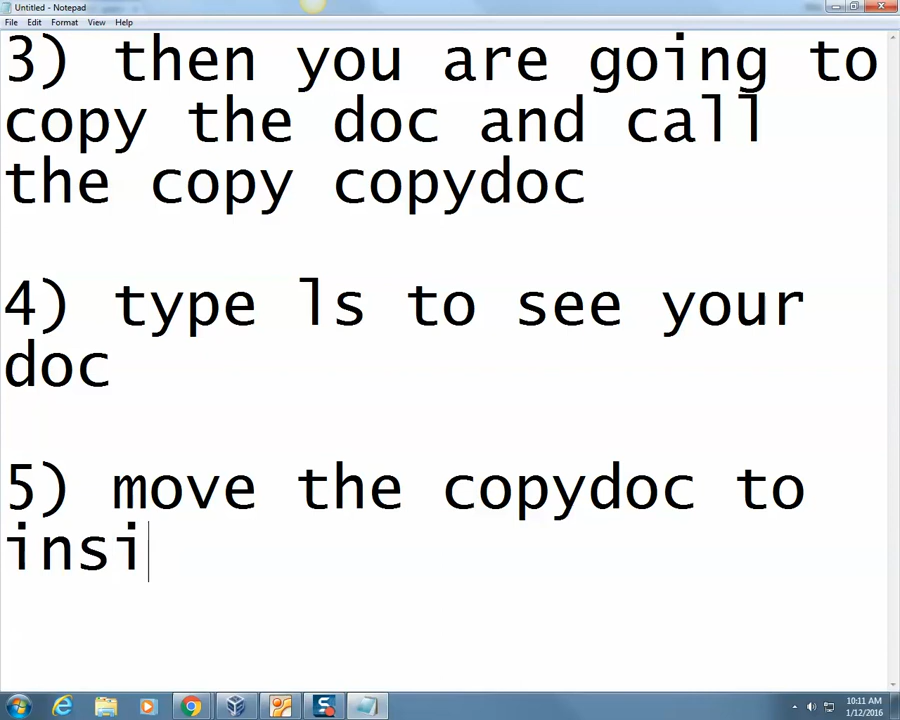 Untitled - Notepad
File Edit Format View Help
3) then you are going to
copy the doc and call
the copy copydoc
4) type ls to see your
doc
5) move the copydoc to
insi
10:11 AM
1/12/2016